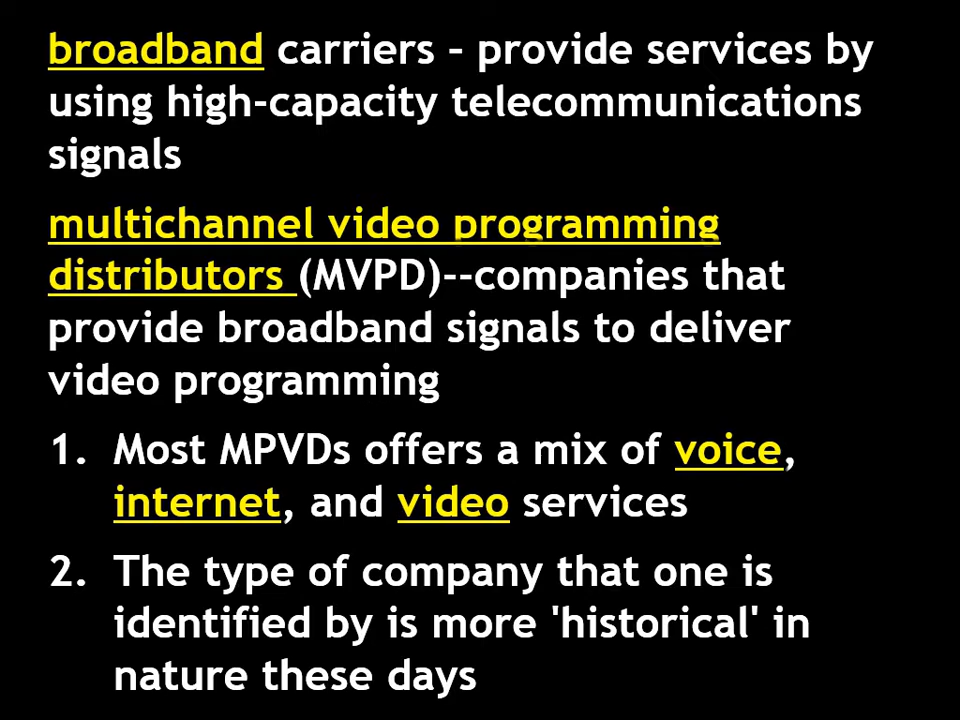 broadband carriers – provide services by
using high-capacity telecommunications
signals
multichannel video programming
distributors (MVPD)--companies that
provide broadband signals to deliver
video programming
1. Most MPVDs offers a mix of voice,
internet, and video services
2. The type of company that one is
identified by is more 'historical' in
nature these days